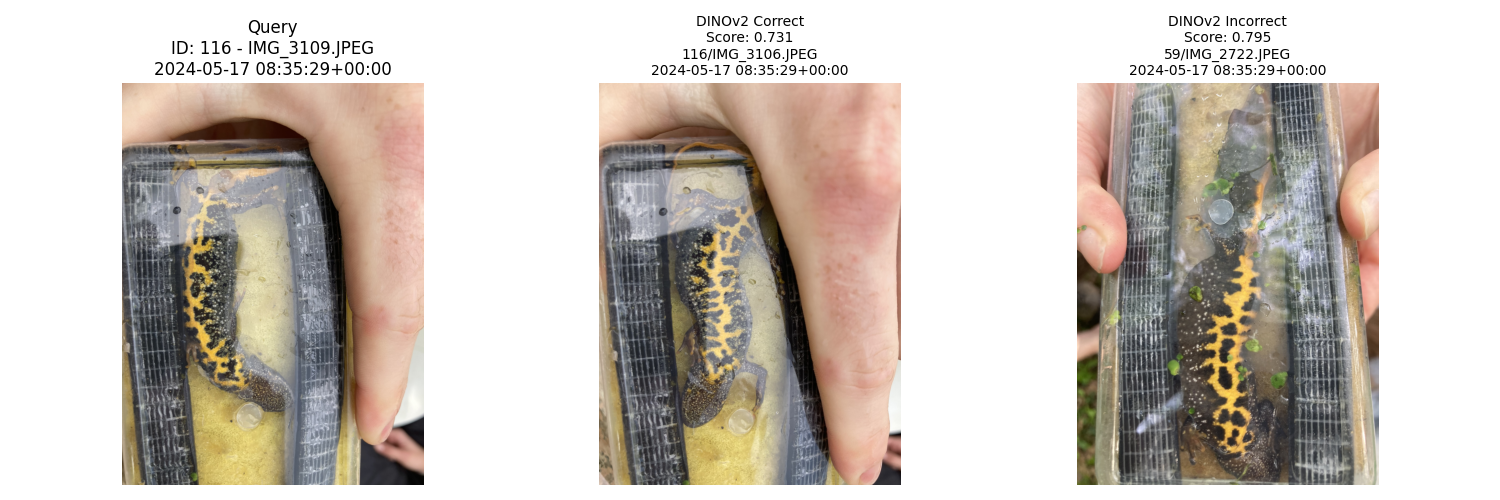 Query
ID: 116 - IMG_3109.JPEG
2024-05-17 08:35:29+00:00
DINOv2 Correct
Score: 0.731
116/IMG_3106.JPEG
2024-05-17 08:35:29+00:00
DINOv2 Incorrect
Score: 0.795
59/IMG_2722.JPEG
2024-05-17 08:35:29+00:00